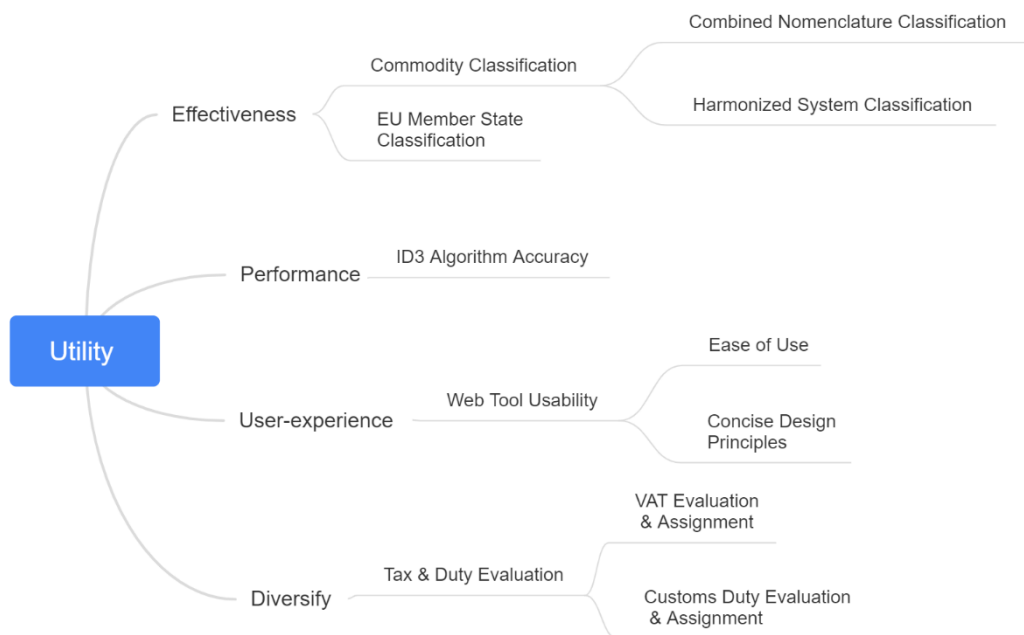 Combined Nomenclature Classification
Commodity Classification
Harmonized System Classification
Effectiveness
EU Member State
Classification
ID3 Algorithm Accuracy
Performance
Utility
Ease of Use
Web Tool Usability
User-experience
Concise Design
Principles
VAT Evaluation
& Assignment
Tax & Duty Evaluation
Diversify
Customs Duty Evaluation
& Assignment